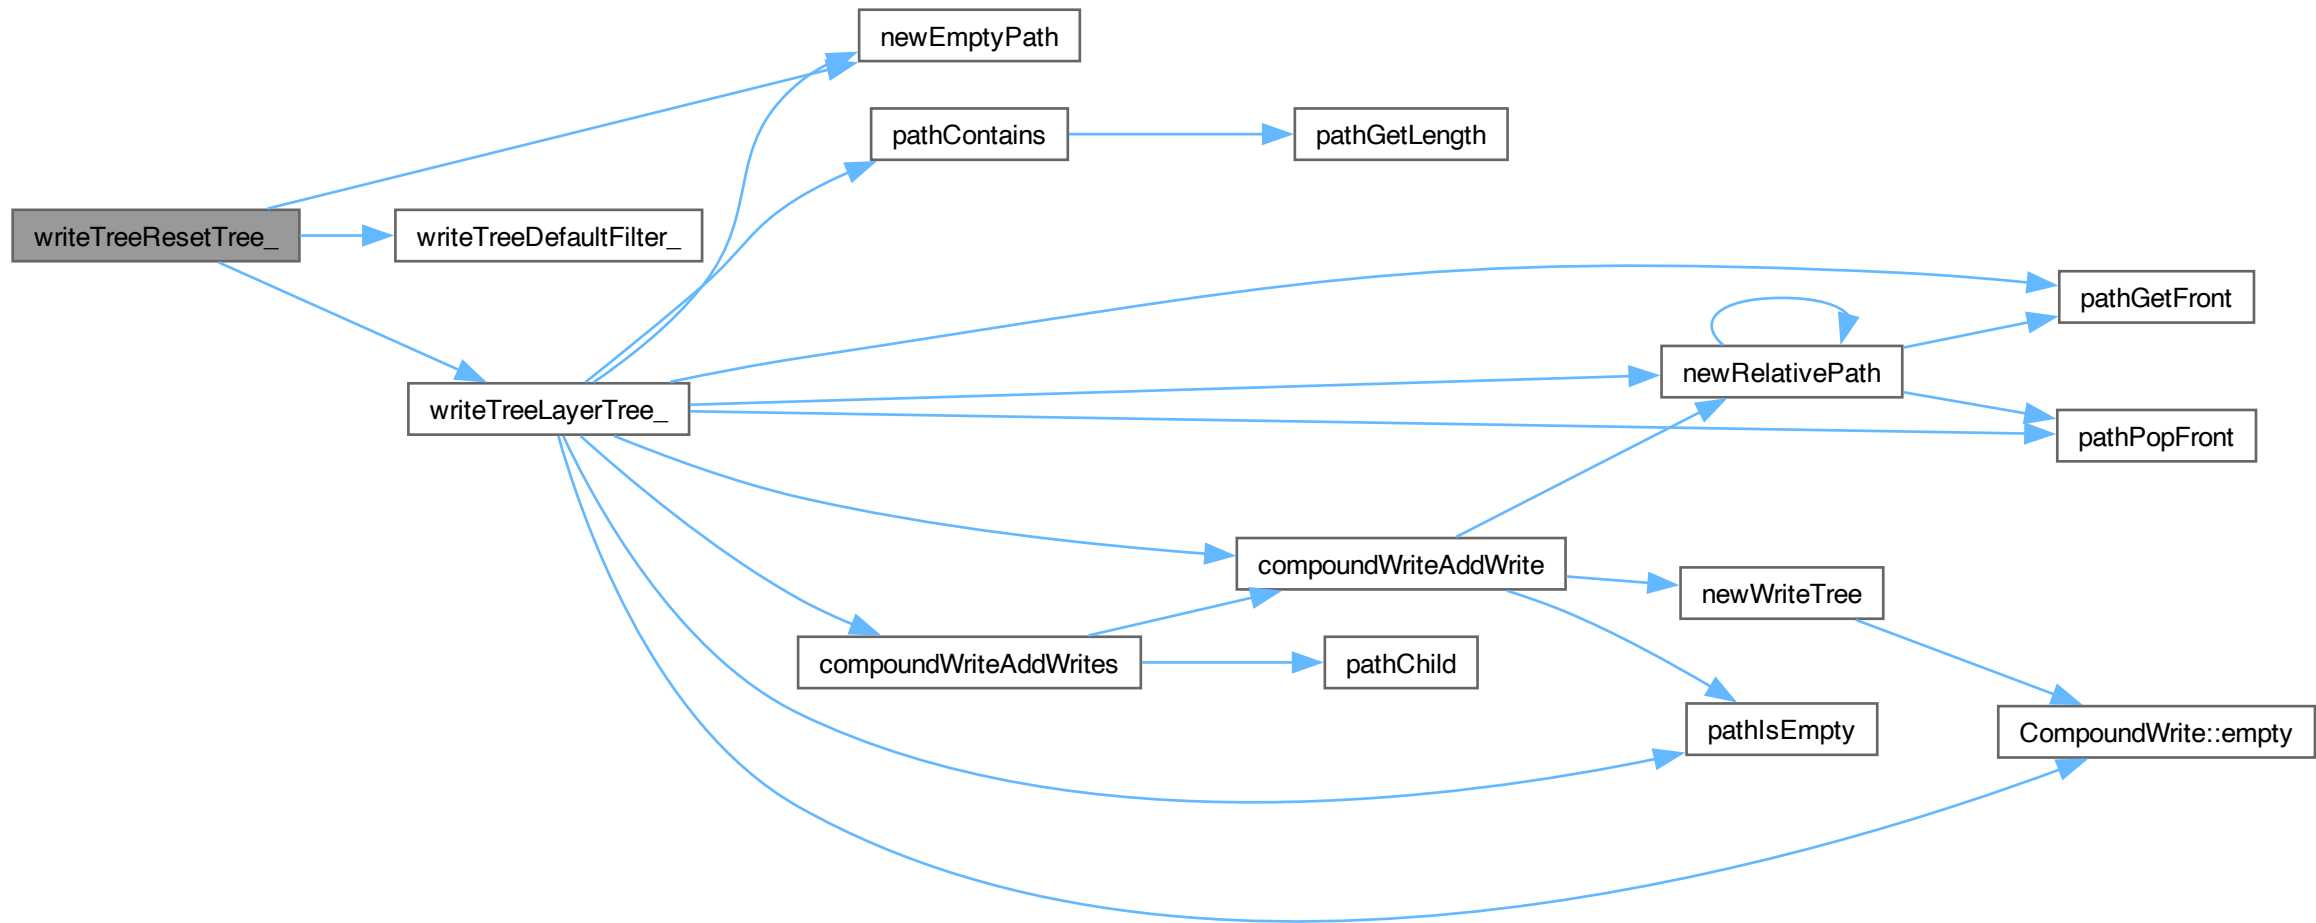 newEmptyPath
pathContains
pathGetLength
writeTreeResetTree_
writeTreeDefaultFilter_
pathGetFront
newRelativePath
writeTreeLayerTree_
pathPopFront
compoundWriteAddWrite
newWriteTree
compoundWriteAddWrites
pathChild
pathIsEmpty
CompoundWrite::empty